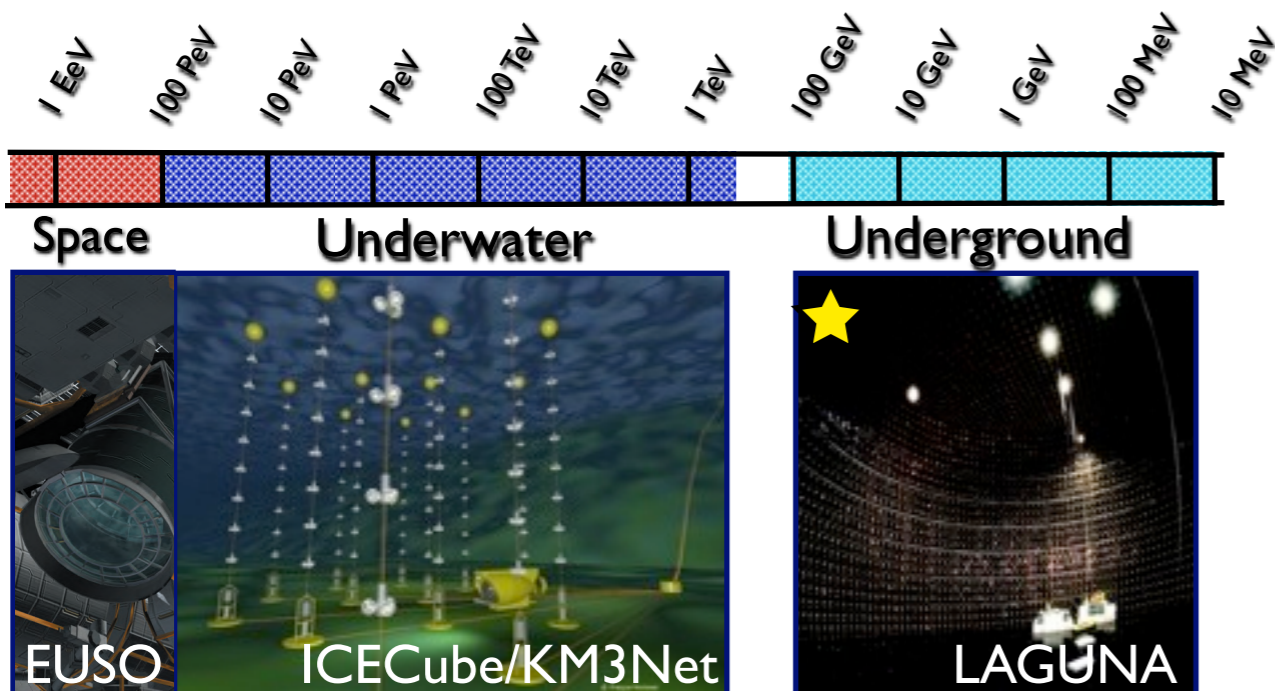 1 EeV 100 PeV 10 PeV 1 PeV 100 TeV 10 TeV 1 TeV 100 GeV 10 GeV 1 GeV 100 MeV 10 MeV
Space Underwater Underground
EUSO ICECube/KM3Net LAGUNA